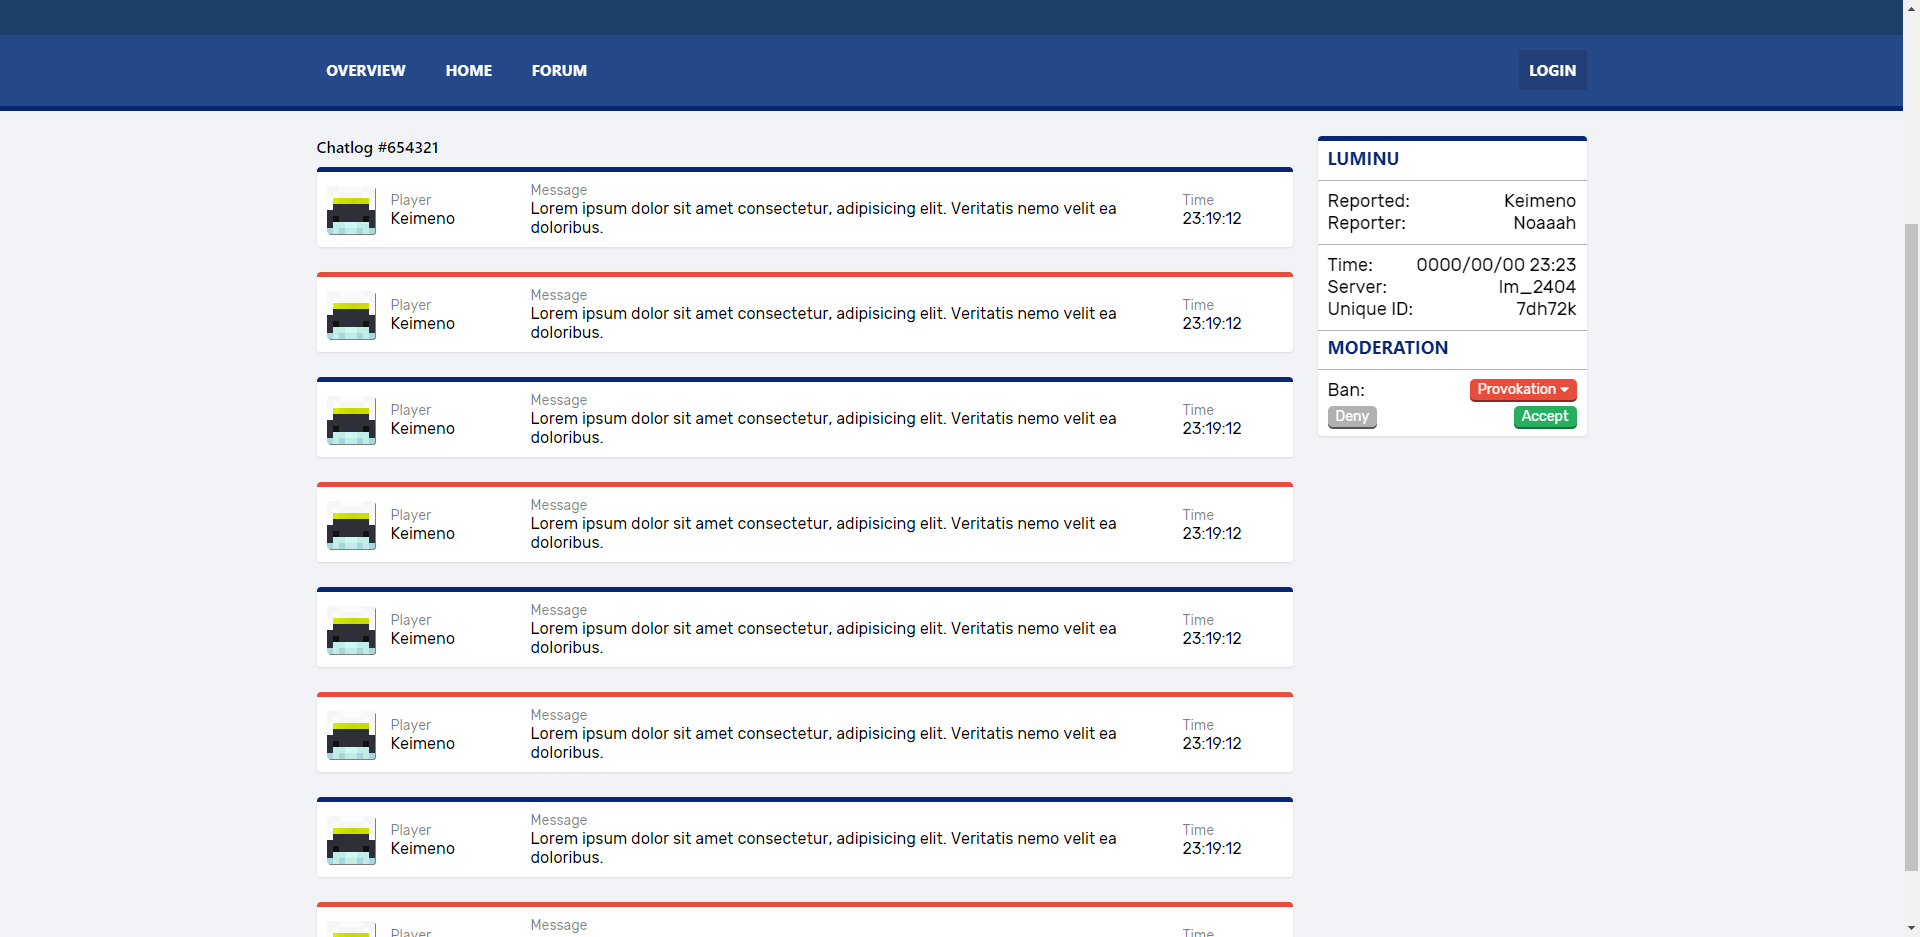 OVERVIEW HOME FORUM LOGIN
Chatlog #654321
Player
Keimeno
Message
Lorem ipsum dolor sit amet consectetur, adipisicing elit. Veritatis nemo velit ea
doloribus.
Time
23:19:12
Player
Keimeno
Message
Lorem ipsum dolor sit amet consectetur, adipisicing elit. Veritatis nemo velit ea
doloribus.
Time
23:19:12
Player
Keimeno
Message
Lorem ipsum dolor sit amet consectetur, adipisicing elit. Veritatis nemo velit ea
doloribus.
Time
23:19:12
Player
Keimeno
Message
Lorem ipsum dolor sit amet consectetur, adipisicing elit. Veritatis nemo velit ea
doloribus.
Time
23:19:12
Player
Keimeno
Message
Lorem ipsum dolor sit amet consectetur, adipisicing elit. Veritatis nemo velit ea
doloribus.
Time
23:19:12
Player
Keimeno
Message
Lorem ipsum dolor sit amet consectetur, adipisicing elit. Veritatis nemo velit ea
doloribus.
Time
23:19:12
Player
Keimeno
Message
Lorem ipsum dolor sit amet consectetur, adipisicing elit. Veritatis nemo velit ea
doloribus.
Time
23:19:12
Player
Message
Time
LUMINU
Reported: Keimeno
Reporter: Noaaah
Time: 0000/00/00 23:23
Server: lm_2404
Unique ID: 7dh72k
MODERATION
Ban: Provokation
Deny Accept